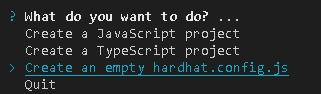 ? What do you want to do? ...
Create a JavaScript project
Create a TypeScript project
> Create an empty hardhat.config.js
Quit